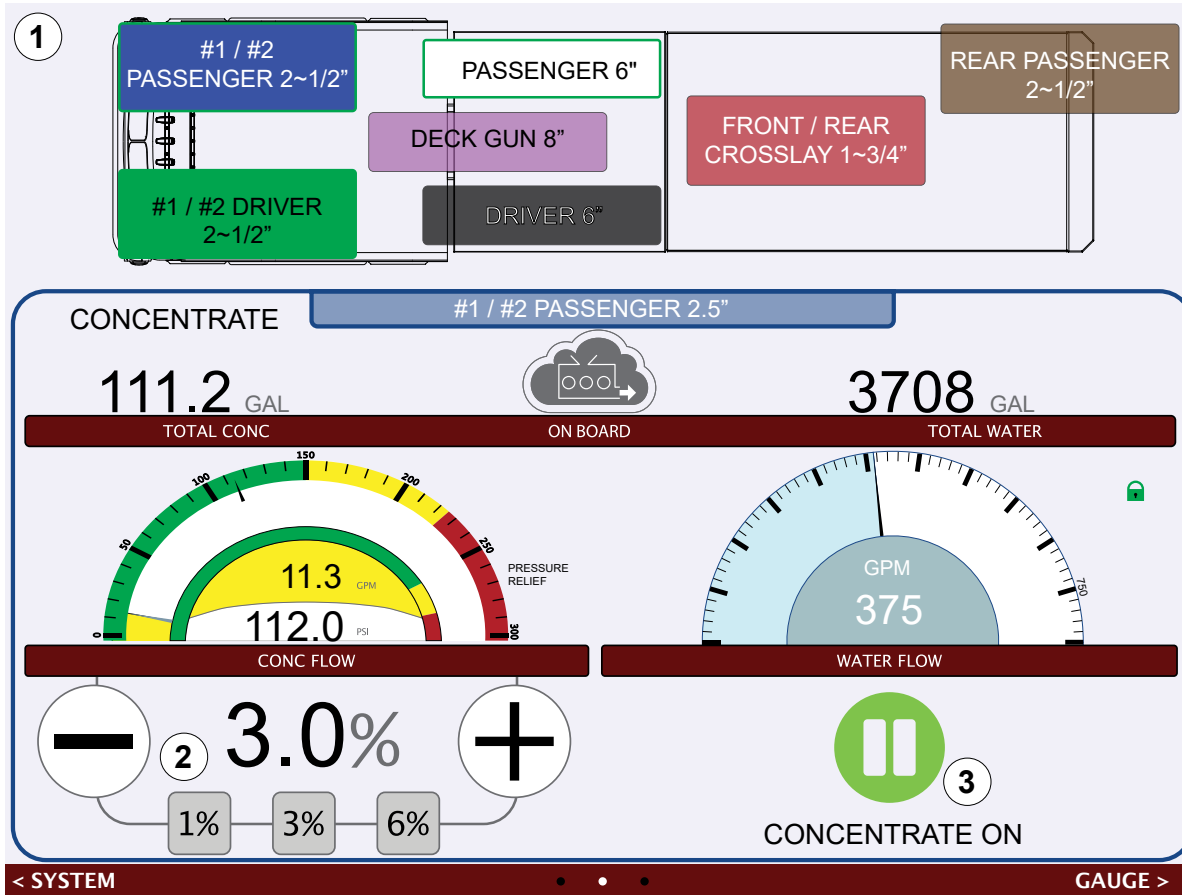 1
#1 / #2
PASSENGER 2~1/2”
PASSENGER 6"
REAR PASSENGER
2~1/2”
DECK GUN 8”
FRONT / REAR
CROSSLAY 1~3/4”
#1 / #2 DRIVER
2~1/2”
DRIVER 6”
CONCENTRATE
#1 / #2 PASSENGER 2.5”
111.2 GAL
3708 GAL
TOTAL CONC
ON BOARD
TOTAL WATER
0
50
100
150
200
250
300
PRESSURE
RELIEF
11.3 GPM
112.0 PSI
GPM
375
750
CONC FLOW
WATER FLOW
2
3.0%
1%
3%
6%
3
CONCENTRATE ON
< SYSTEM
GAUGE >